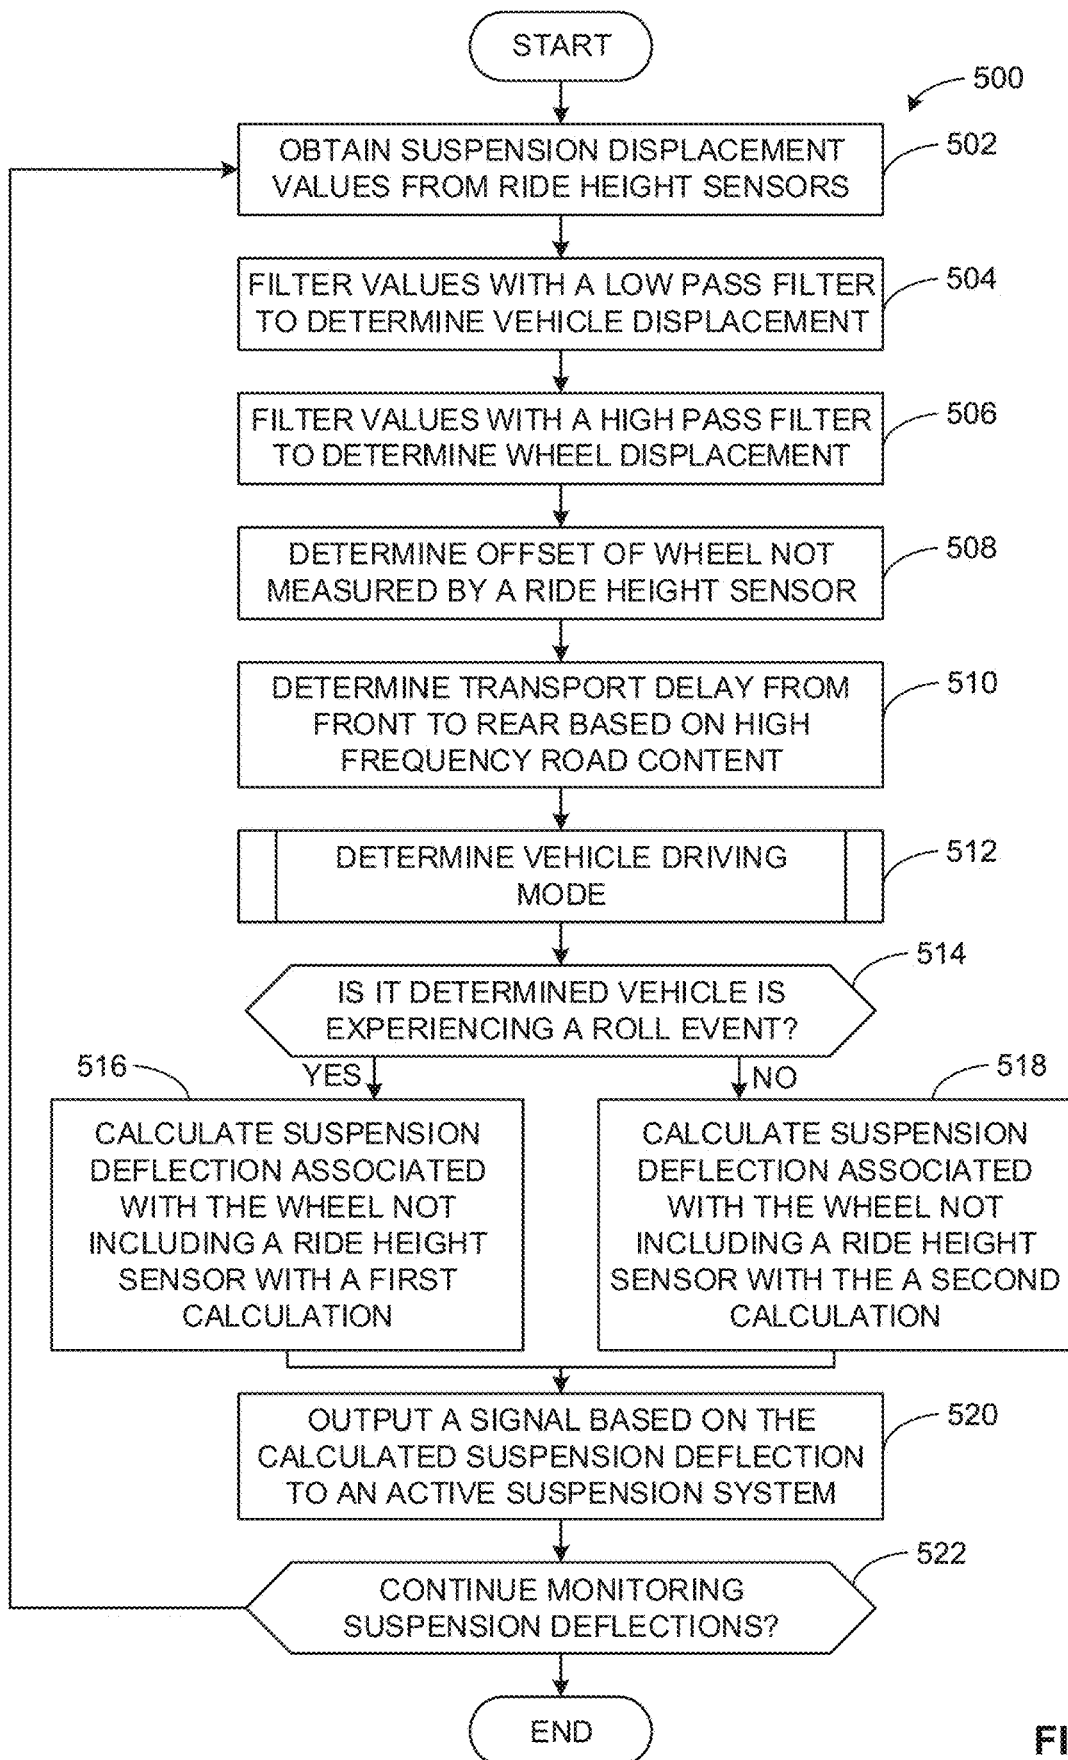 START
500
OBTAIN SUSPENSION DISPLACEMENT
VALUES FROM RIDE HEIGHT SENSORS
502
FILTER VALUES WITH A LOW PASS FILTER
TO DETERMINE VEHICLE DISPLACEMENT
504
FILTER VALUES WITH A HIGH PASS FILTER
TO DETERMINE WHEEL DISPLACEMENT
506
DETERMINE OFFSET OF WHEEL NOT
MEASURED BY A RIDE HEIGHT SENSOR
508
DETERMINE TRANSPORT DELAY FROM
FRONT TO REAR BASED ON HIGH
FREQUENCY ROAD CONTENT
510
DETERMINE VEHICLE DRIVING
MODE
512
IS IT DETERMINED VEHICLE IS
EXPERIENCING A ROLL EVENT?
514
YES
NO
516
CALCULATE SUSPENSION
DEFLECTION ASSOCIATED
WITH THE WHEEL NOT
INCLUDING A RIDE HEIGHT
SENSOR WITH A FIRST
CALCULATION
518
CALCULATE SUSPENSION
DEFLECTION ASSOCIATED
WITH THE WHEEL NOT
INCLUDING A RIDE HEIGHT
SENSOR WITH THE A SECOND
CALCULATION
OUTPUT A SIGNAL BASED ON THE
CALCULATED SUSPENSION DEFLECTION
TO AN ACTIVE SUSPENSION SYSTEM
520
CONTINUE MONITORING
SUSPENSION DEFLECTIONS?
522
END